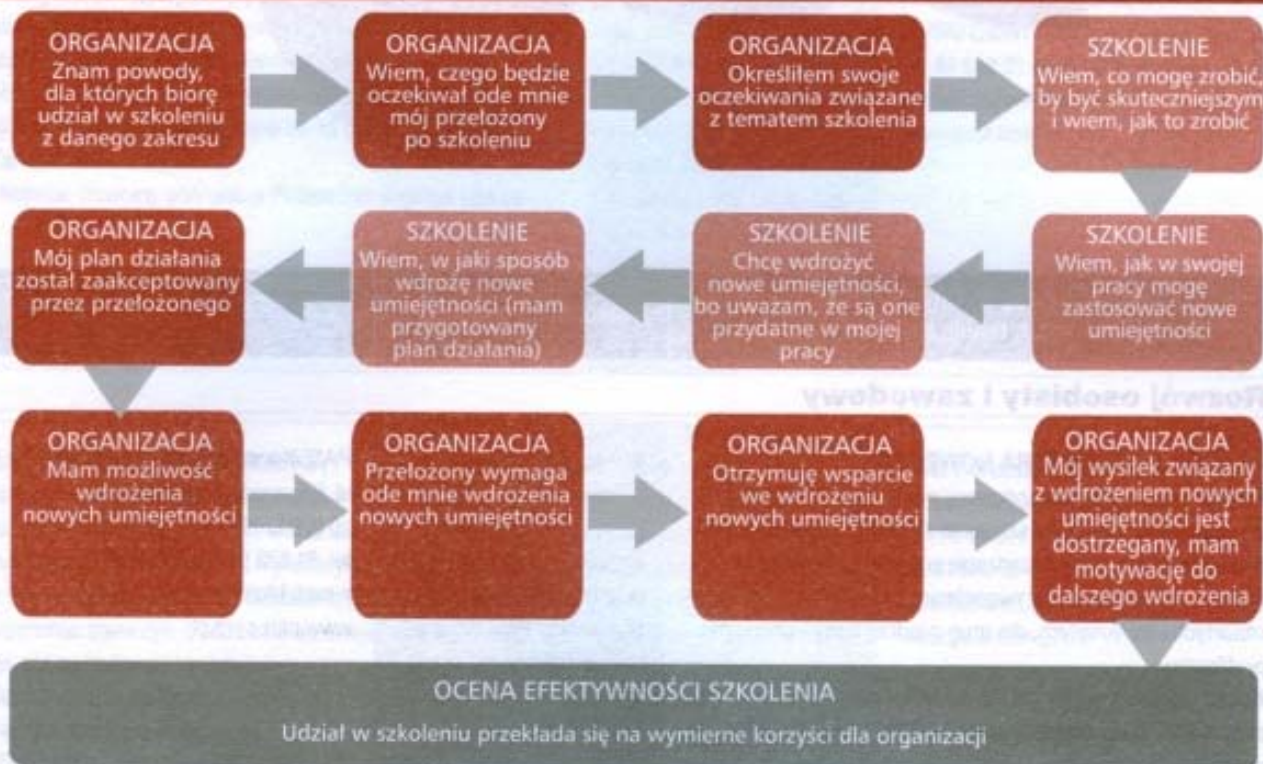 ORGANIZACJA
Znam powody,
dla których biorę
udział w szkoleniu
z danego zakresu
ORGANIZACJA
Wiem, czego będzie
oczekiwał ode mnie
mój przełożony
po szkoleniu
ORGANIZACJA
Określiłem swoje
oczekiwania związane
z tematem szkolenia
SZKOLENIE
Wiem, co mogę zrobić,
by być skuteczniejszym
i wiem, jak to zrobić
ORGANIZACJA
Mój plan działania
został zaakceptowany
przez przełożonego
SZKOLENIE
Wiem, w jaki sposób
wdrożę nowe
umiejętności (mam
przygotowany
plan działania)
SZKOLENIE
Chcę wdrożyć
nowe umiejętności,
bo uważam, że są one
przydatne w mojej
pracy
SZKOLENIE
Wiem, jak w swojej
pracy mogę
zastosować nowe
umiejętności
Rozwój osobisty i zawodowy
ORGANIZACJA
Mam możliwość
wdrożenia
nowych umiejętności
ORGANIZACJA
Przełożony wymaga
ode mnie wdrożenia
nowych umiejętności
ORGANIZACJA
Otrzymuję wsparcie
we wdrożeniu
nowych umiejętności
ORGANIZACJA
Mój wysiłek związany
z wdrożeniem nowych
umiejętności jest
dostrzegany, mam
motywację do
dalszego wdrożenia
OCENA EFEKTYWNOŚCI SZKOLENIA
Udział w szkoleniu przekłada się na wymierne korzyści dla organizacji